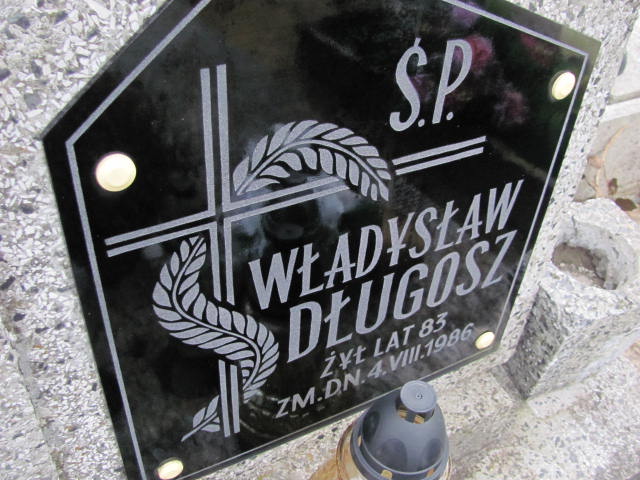 Ś.P.
WŁADYSŁAW
DŁUGOSZ
ŻYŁ LAT 83
ZM.DN.4.VIII.1986